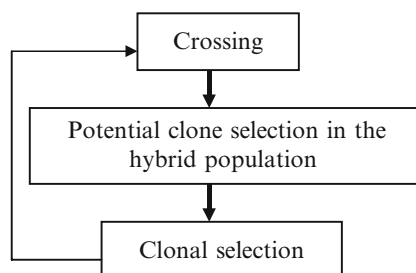 Crossing
Potential clone selection in the
hybrid population
Clonal selection